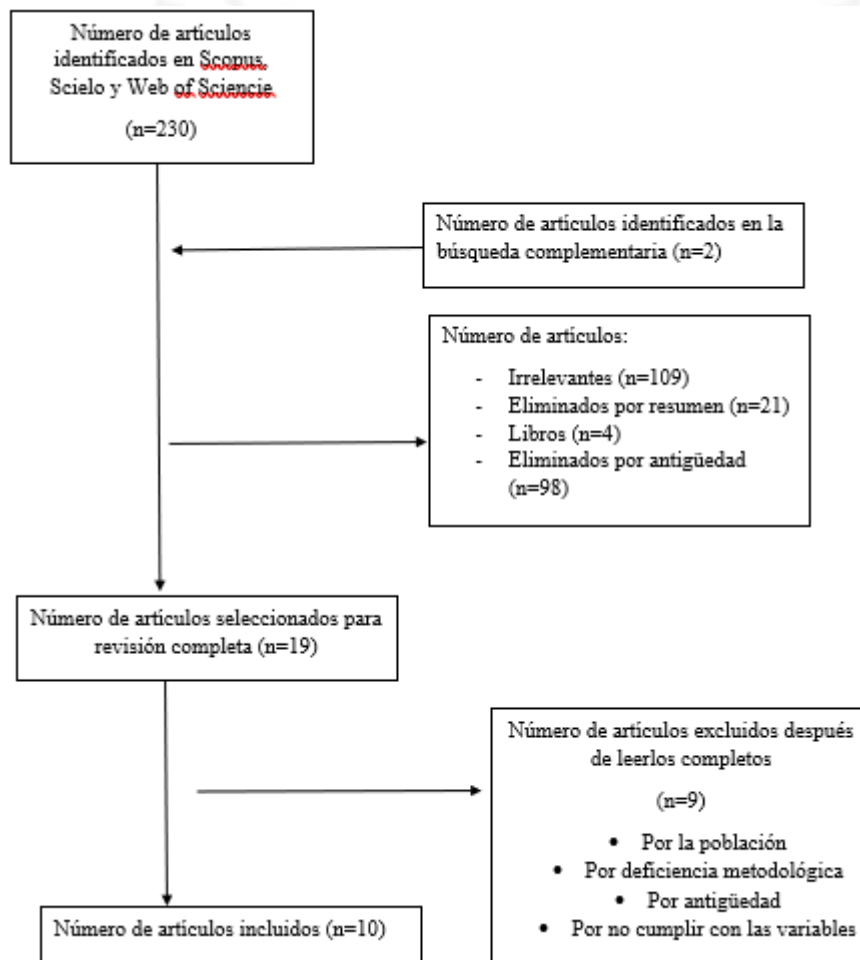 Número de artículos
identificados en Scopus,
Scielo y Web of Sciencie
(n=230)
Número de artículos identificados en la
búsqueda complementaria (n=2)
Número de artículos:
- Irrelevantes (n=109)
- Eliminados por resumen (n=21)
- Libros (n=4)
- Eliminados por antigüedad
(n=98)
Número de artículos seleccionados para
revisión completa (n=19)
Número de artículos excluidos después
de leerlos completos
(n=9)
• Por la población
• Por deficiencia metodológica
• Por antigüedad
• Por no cumplir con las variables
Número de artículos incluidos (n=10)